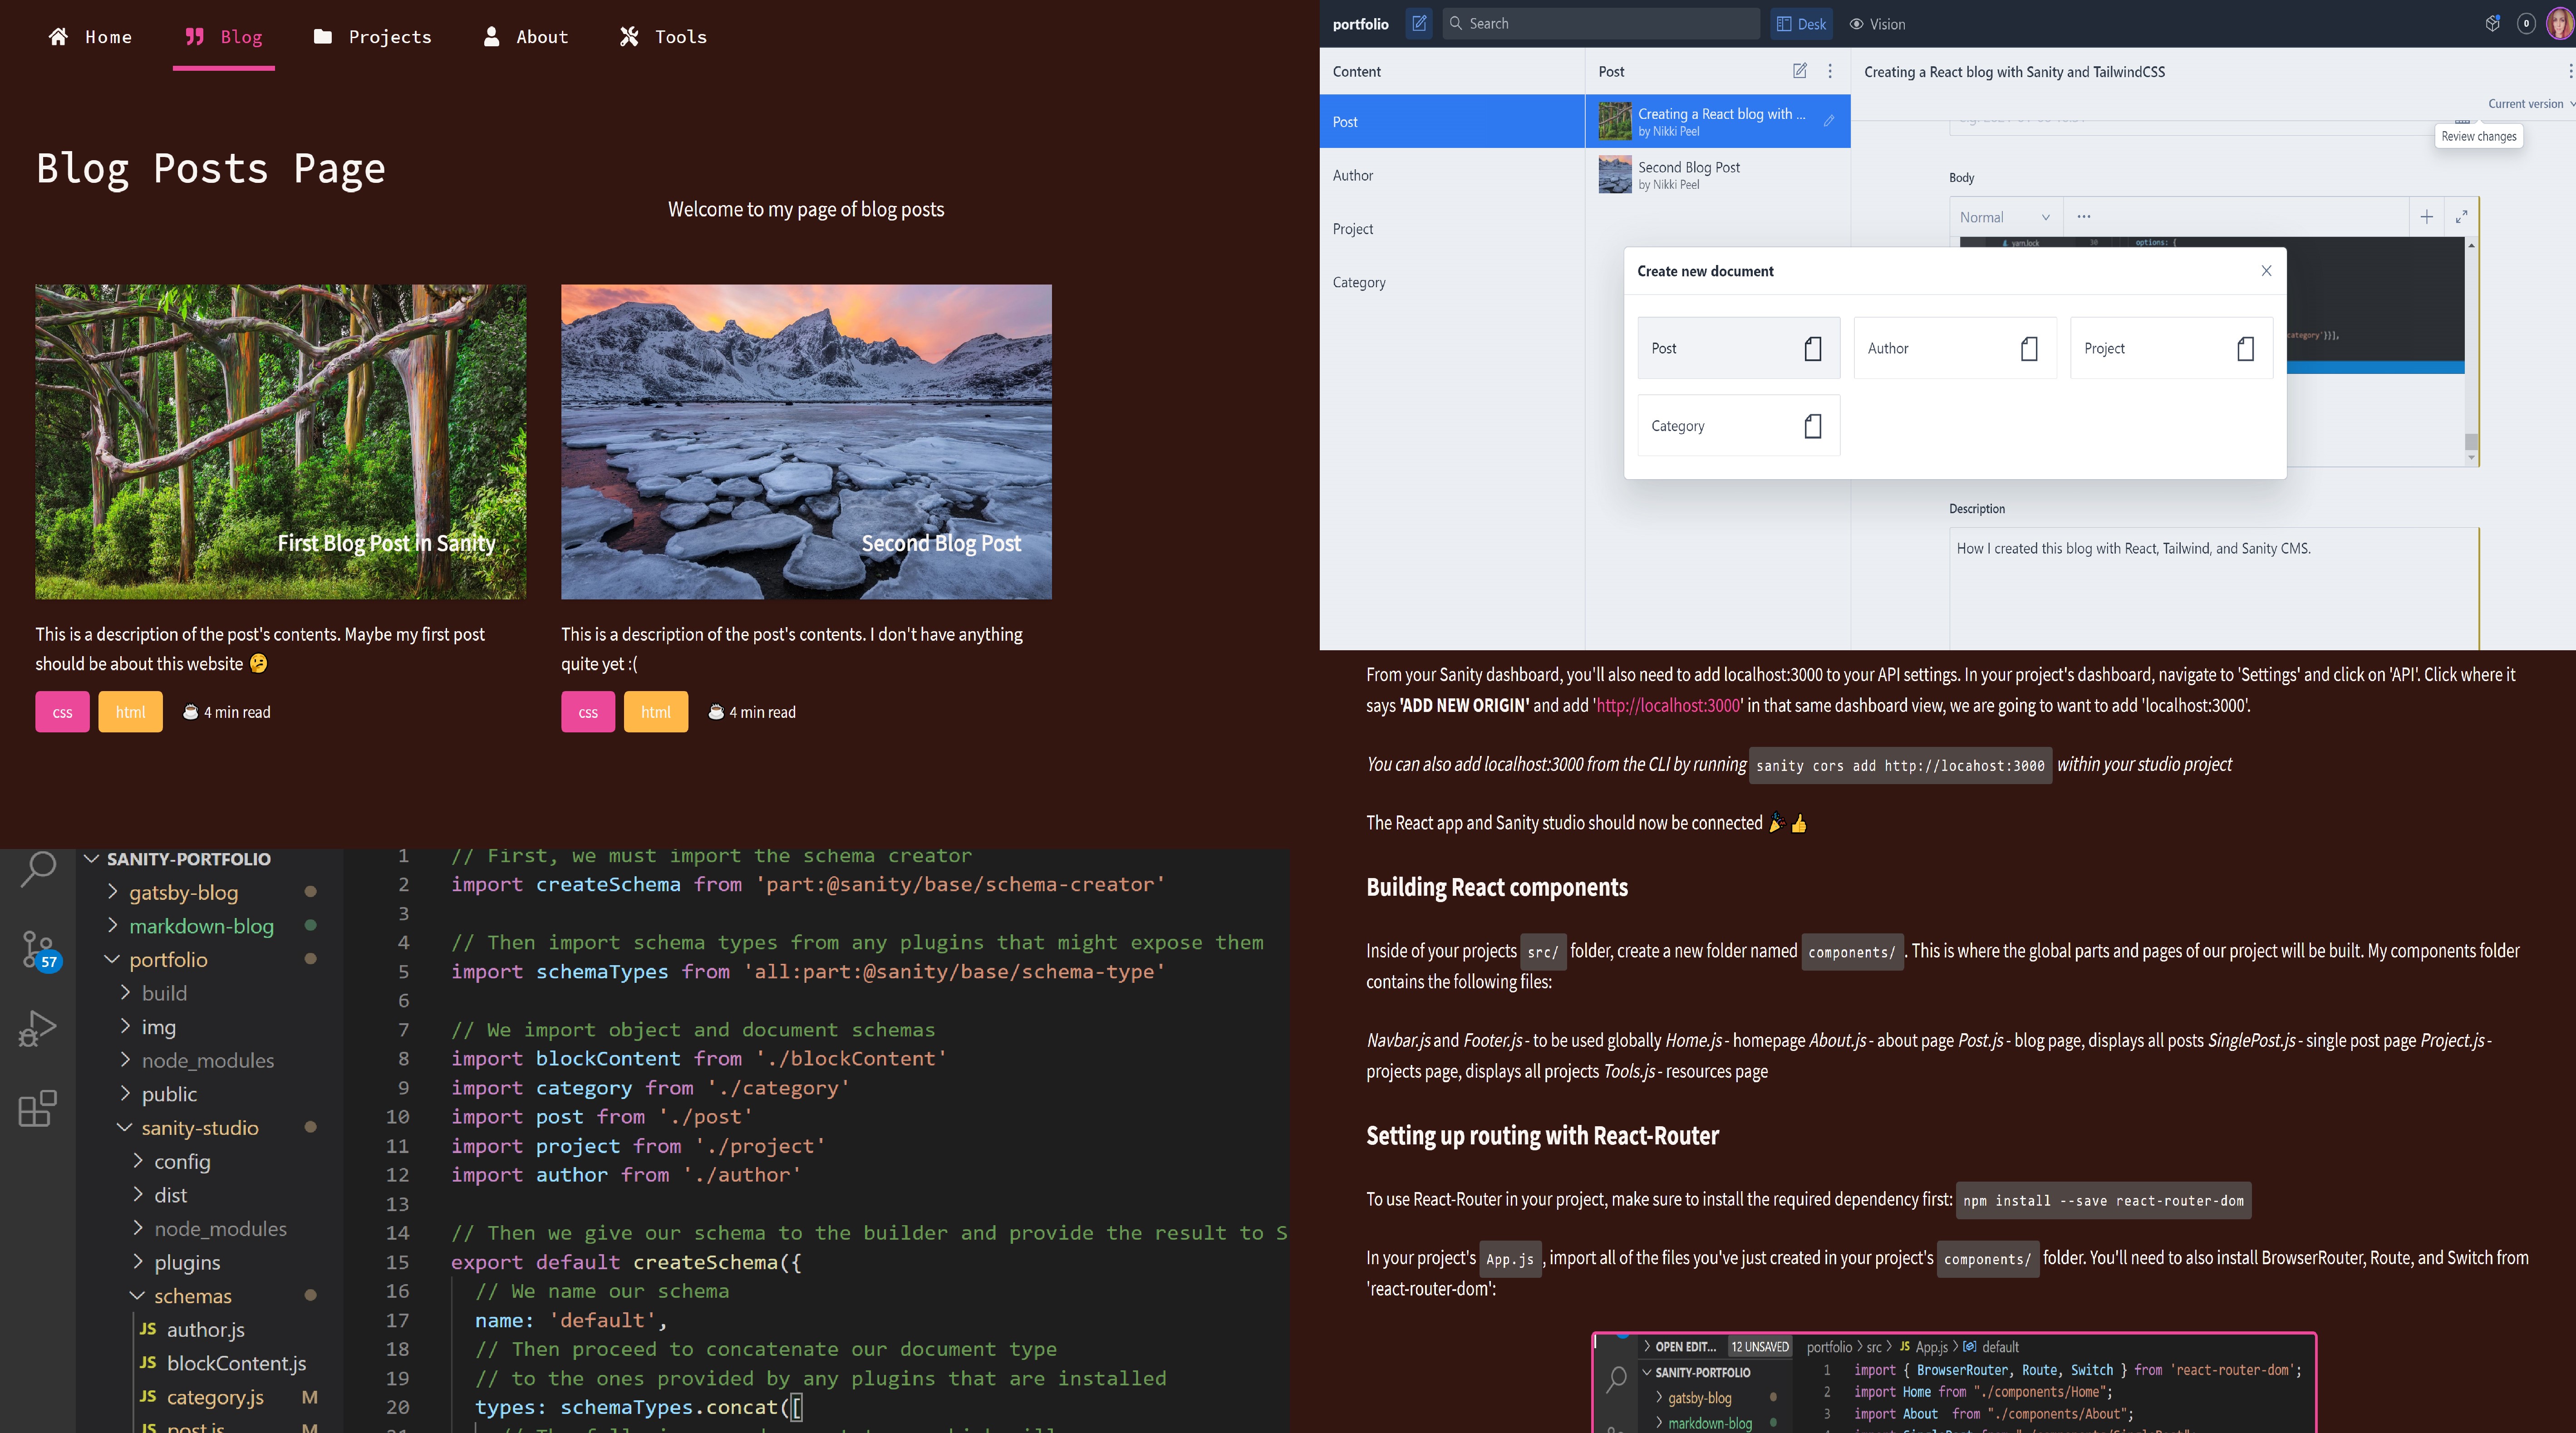 Home
Blog
Projects
About
Tools
Blog Posts Page
Welcome to my page of blog posts
First Blog Post in Sanity
Second Blog Post
This is a description of the post's contents. Maybe my first post
should be about this website 🤔
css
html
☕ 4 min read
This is a description of the post's contents. I don't have anything
quite yet :(
css
html
☕ 4 min read
portfolio
Search
Desk
Vision
0
Content
Post
Author
Project
Category
Post
Creating a React blog with ...
by Nikki Peel
Second Blog Post
by Nikki Peel
Creating a React blog with Sanity and TailwindCSS
Current version
Review changes
Body
Normal
yarn.lock
30
options: {
category'}}],
Create new document
Post
Author
Project
Category
Description
How I created this blog with React, Tailwind, and Sanity CMS.
SANITY-PORTFOLIO
gatsby-blog
markdown-blog
portfolio
build
img
node_modules
public
sanity-studio
config
dist
node_modules
plugins
schemas
JS author.js
JS blockContent.js
JS category.js M
post.js M
57
1 // First, we must import the schema creator
2 import createSchema from 'part:@sanity/base/schema-creator'
3
4 // Then import schema types from any plugins that might expose them
5 import schemaTypes from 'all:part:@sanity/base/schema-type'
6
7 // We import object and document schemas
8 import blockContent from './blockContent'
9 import category from './category'
10 import post from './post'
11 import project from './project'
12 import author from './author'
13
14 // Then we give our schema to the builder and provide the result to S
15 export default createSchema({
16 // We name our schema
17 name: 'default',
18 // Then proceed to concatenate our document type
19 // to the ones provided by any plugins that are installed
20 types: schemaTypes.concat([
From your Sanity dashboard, you'll also need to add localhost:3000 to your API settings. In your project's dashboard, navigate to 'Settings' and click on 'API'. Click where it
says 'ADD NEW ORIGIN' and add 'http://localhost:3000' in that same dashboard view, we are going to want to add 'localhost:3000'.
You can also add localhost:3000 from the CLI by running sanity cors add http://locahost:3000 within your studio project
The React app and Sanity studio should now be connected 🎉👍
Building React components
Inside of your projects src/ folder, create a new folder named components/ . This is where the global parts and pages of our project will be built. My components folder
contains the following files:
Navbar.js and Footer.js - to be used globally Home.js - homepage About.js - about page Post.js - blog page, displays all posts SinglePost.js - single post page Project.js -
projects page, displays all projects Tools.js - resources page
Setting up routing with React-Router
To use React-Router in your project, make sure to install the required dependency first: npm install --save react-router-dom
In your project's App.js , import all of the files you've just created in your project's components/ folder. You'll need to also install BrowserRouter, Route, and Switch from
'react-router-dom':
OPEN EDIT... 12 UNSAVED
SANITY-PORTFOLIO
gatsby-blog
markdown-blog
portfolio > src > JS App.js > default
1 import { BrowserRouter, Route, Switch } from 'react-router-dom';
2 import Home from "./components/Home";
3 import About from "./components/About";